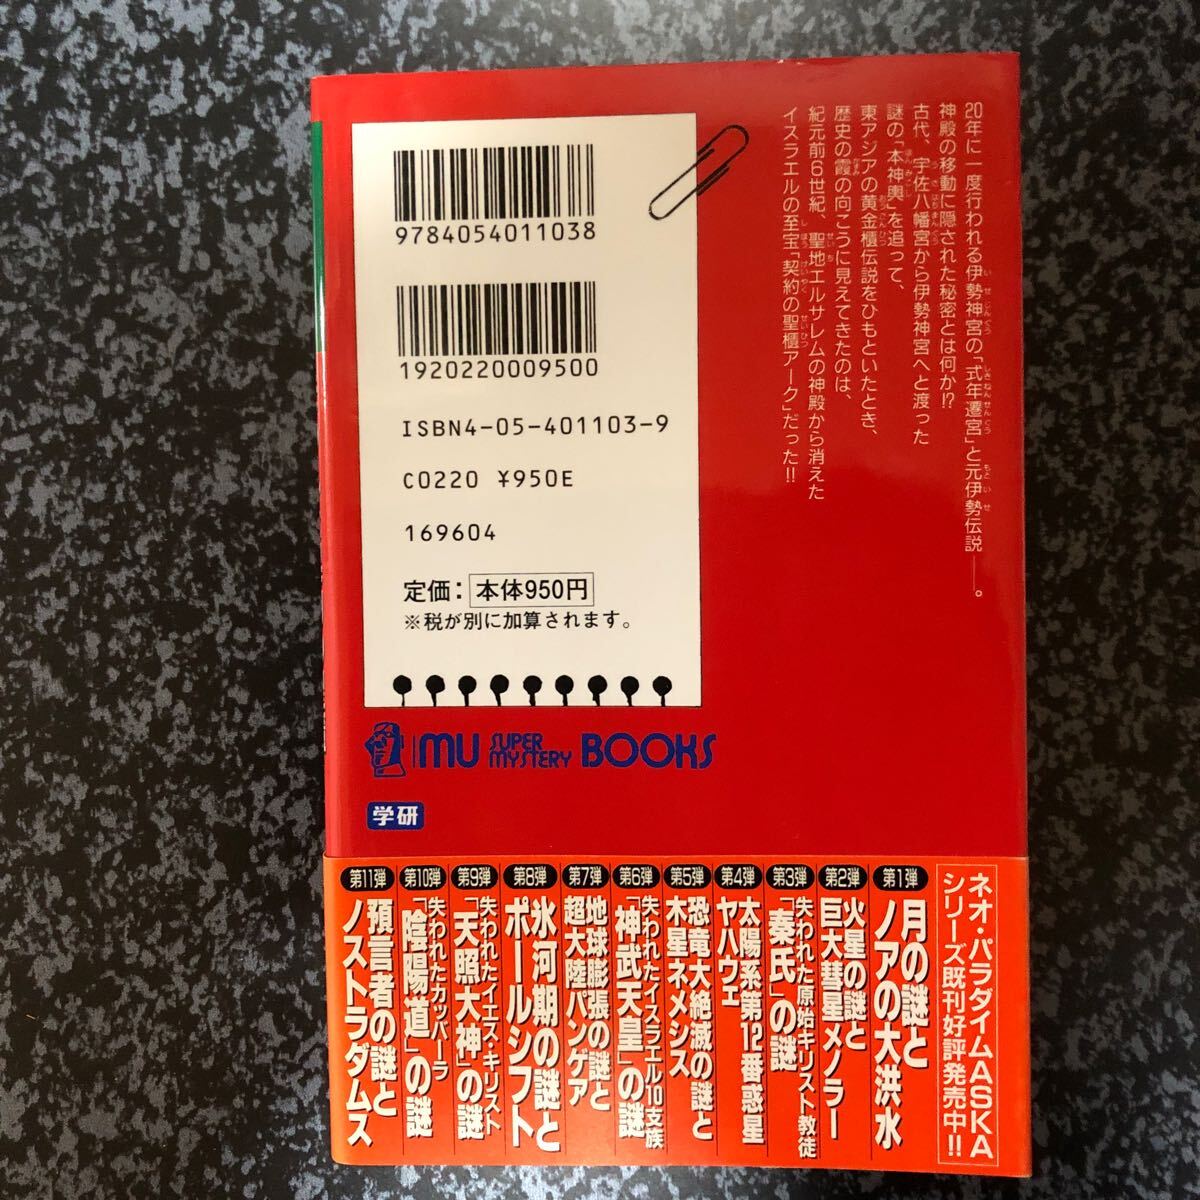 20年に一度行われる伊勢神宮の「式年遷宮」と元伊勢伝説――。
神殿の移動に隠された秘密とは何か!?
古代、宇佐八幡宮から伊勢神宮へと渡った
謎の「本神輿」を追って、
東アジアの黄金櫃伝説をひもといたとき、
歴史の霞の向こうに見えてきたのは、
紀元前6世紀、聖地エルサレムの神殿から消えた
イスラエルの至宝「契約の聖櫃アーク」だった!!
9784054011038
1920220009500
ISBN4-05-401103-9
C0220 ¥950E
169604
定価：本体950円
※税が別に加算されます。
MU SUPER MYSTERY BOOKS
学研
ネオ・パラダイムASKA
シリーズ既刊好評発売中!!
第1弾
月の謎と
ノアの大洪水
第2弾
火星の謎と
巨大彗星メノラー
第3弾
失われた原始キリスト教徒
「秦氏」の謎
第4弾
太陽系第12番惑星
ヤハウェ
第5弾
恐竜大絶滅の謎と
木星ネメシス
第6弾
失われたイスラエル10支族
「神武天皇」の謎
第7弾
地球膨張の謎と
超大陸パンゲア
第8弾
氷河期の謎と
ポールシフト
第9弾
失われたイエス・キリスト
「天照大神」の謎
第10弾
失われたカッバーラ
「陰陽道」の謎
第11弾
預言者の謎と
ノストラダムス